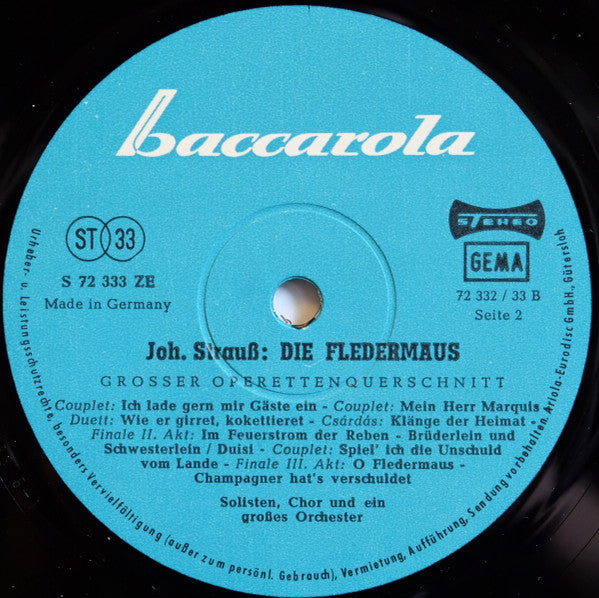 baccarola
ST 33
STEREO
GEMA
S 72 333 ZE
Made in Germany
72 332 / 33 B
Seite 2
Joh. Strauß: DIE FLEDERMAUS
GROSSER OPERETTENQUERSCHNITT
Couplet: Ich lade gern mir Gäste ein - Couplet: Mein Herr Marquis
Duett: Wie er girret, kokettieret - Csárdás: Klänge der Heimat -
Finale II. Akt: Im Feuerstrom der Reben - Brüderlein und
Schwesterlein / Duisi - Couplet: Spiel' ich die Unschuld
vom Lande - Finale III. Akt: O Fledermaus -
Champagner hat's verschuldet
Solisten, Chor und ein
großes Orchester
Urheber- u. Leistungsschutzrechte, besonders Vervielfältigung (außer zum persönl. Gebrauch), Vermietung, Aufführung, Sendung vorbehalten. Ariola-Eurodisc GmbH., Gütersloh